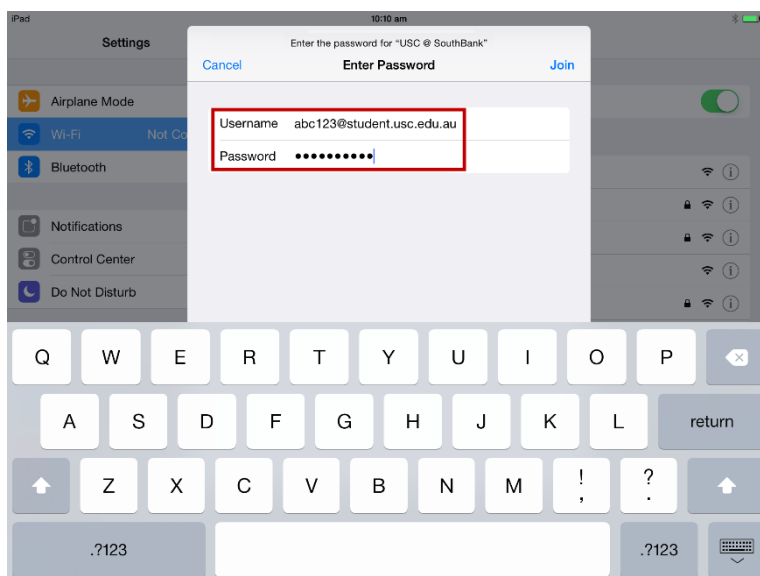 iPad 10:10 am
Settings
Enter the password for “USC @ SouthBank”
Cancel Enter Password Join
Airplane Mode
Wi-Fi Not Co
Bluetooth
Notifications
Control Center
Do Not Disturb
Username abc123@student.usc.edu.au
Password ••••••••••
Q W E R T Y U I O P
A S D F G H J K L return
Z X C V B N M ! , ? .
.?123 .?123